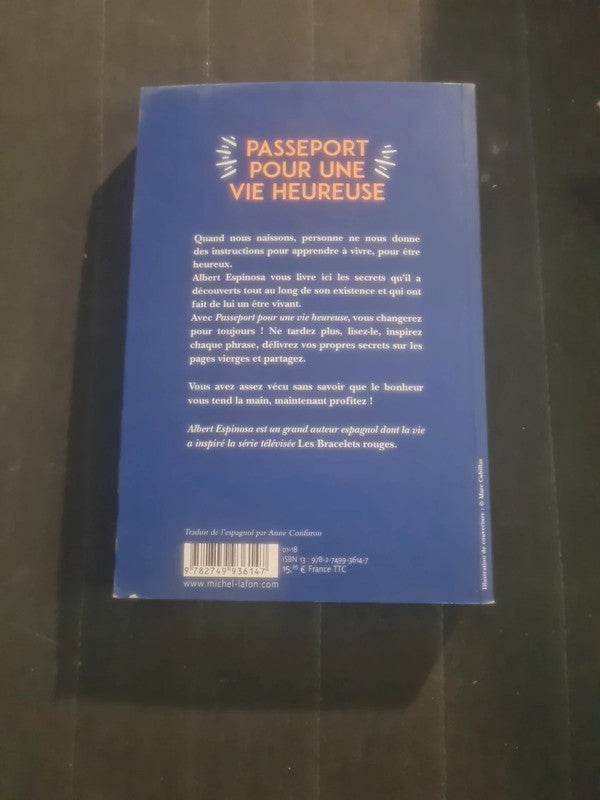 PASSEPORT
POUR UNE
VIE HEUREUSE
Quand nous naissons, personne ne nous donne
des instructions pour apprendre à vivre, pour être
heureux.
Albert Espinosa vous livre ici les secrets qu'il a
découverts tout au long de son existence et qui ont
fait de lui un être vivant.
Avec Passeport pour une vie heureuse, vous changerez
pour toujours ! Ne tardez plus, lisez-le, inspirez
chaque phrase, délivrez vos propres secrets sur les
pages vierges et partagez.
Vous avez assez vécu sans savoir que le bonheur
vous tend la main, maintenant profitez !
Albert Espinosa est un grand auteur espagnol dont la vie
a inspiré la série télévisée Les Bracelets rouges.
Traduit de l'espagnol par Anne Confuron
01-18
ISBN 13 : 978-2-7499-3614-7
15,95 € France TTC
9 782749 936147
www.michel-lafon.com
Illustration de couverture : © Marc Cubillas